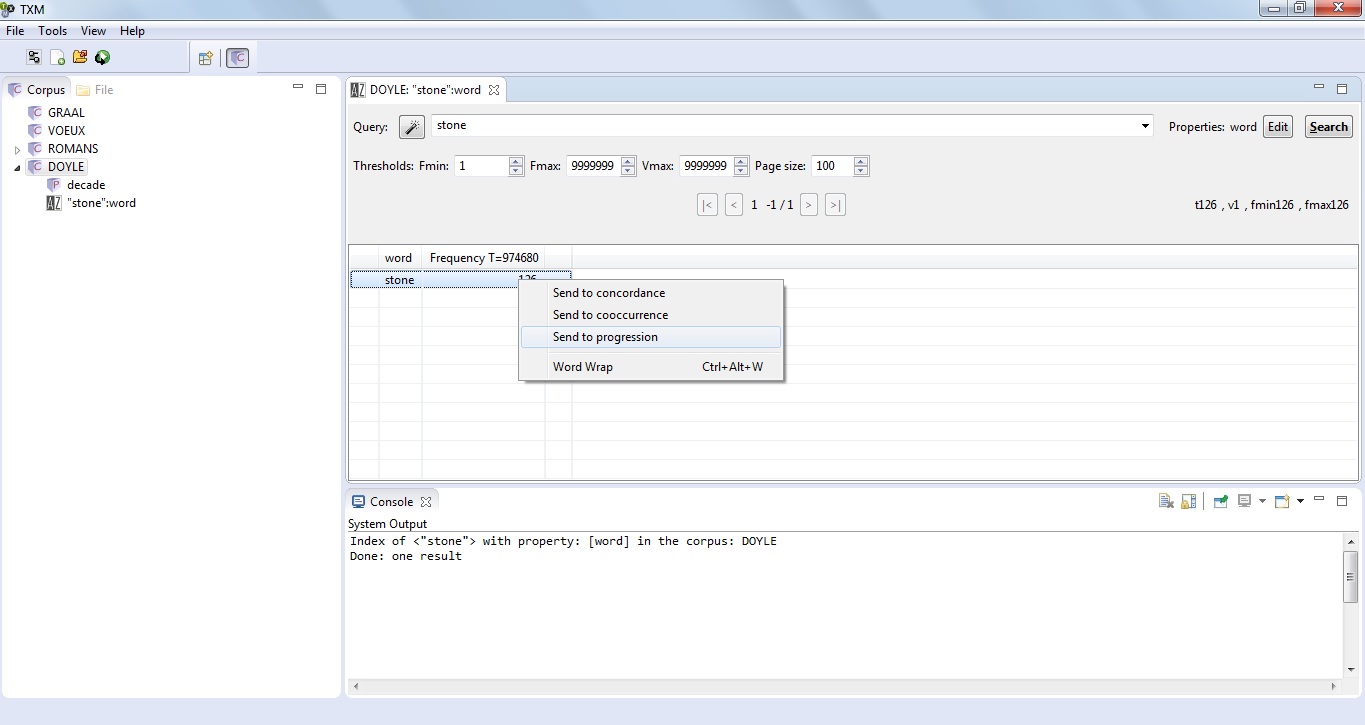 TXM
File Tools View Help
Corpus File
GRAAL
VOEUX
ROMANS
DOYLE
decade
"stone":word
DOYLE: "stone":word
Query: stone Properties: word Edit Search
Thresholds: Fmin: 1 Fmax: 9999999 Vmax: 9999999 Page size: 100
|< < 1 -1 / 1 > >| t126 , v1 , fmin126 , fmax126
word Frequency T=974680
stone 126
Send to concordance
Send to cooccurrence
Send to progression
Word Wrap Ctrl+Alt+W
Console
System Output
Index of <"stone"> with property: [word] in the corpus: DOYLE
Done: one result